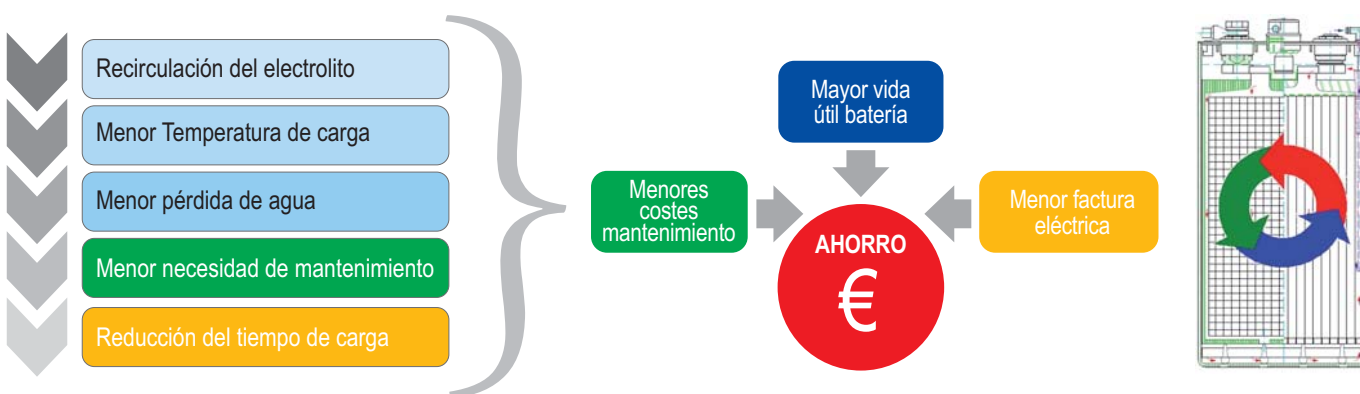 Recirculación del electrolito
Menor Temperatura de carga
Menor pérdida de agua
Menor necesidad de mantenimiento
Reducción del tiempo de carga
Mayor vida
útil batería
Menores
costes
mantenimiento
AHORRO
€
Menor factura
eléctrica